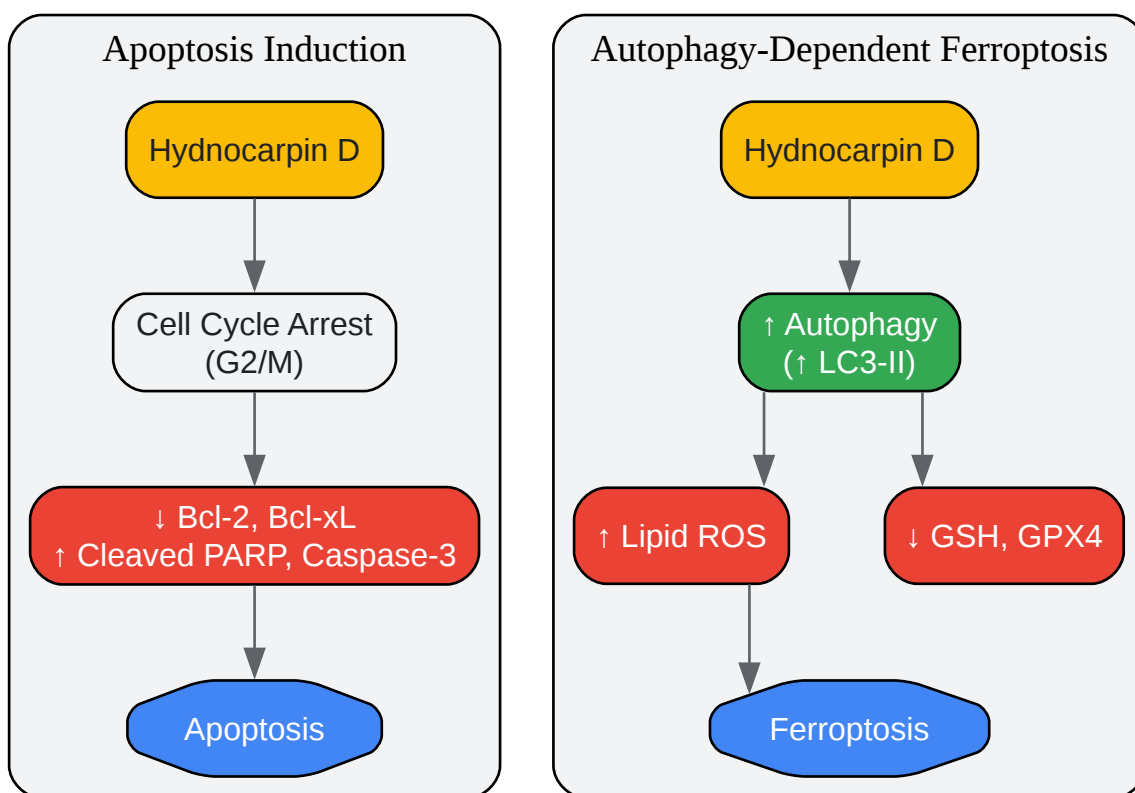 Apoptosis Induction
Hydnocarpin D
Cell Cycle Arrest
(G2/M)
↓ Bcl-2, Bcl-xL
↑ Cleaved PARP, Caspase-3
Apoptosis
Autophagy-Dependent Ferroptosis
Hydnocarpin D
↑ Autophagy
(↑ LC3-II)
↑ Lipid ROS
↓ GSH, GPX4
Ferroptosis